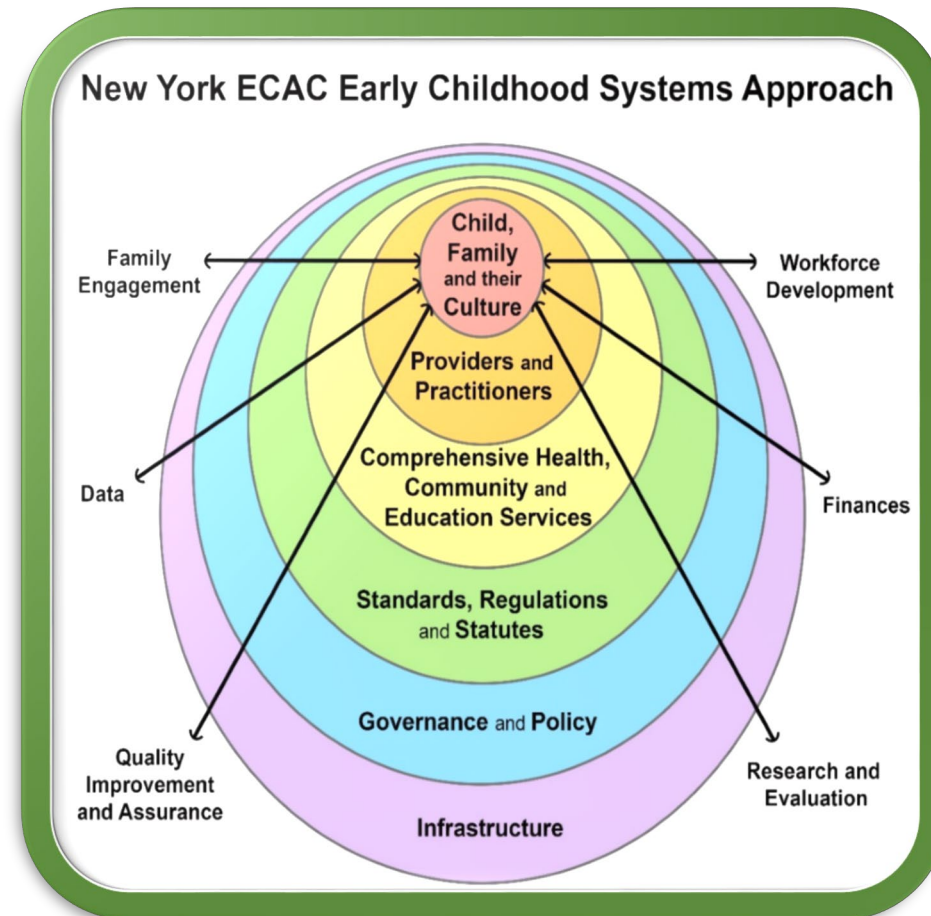 New York ECAC Early Childhood Systems Approach
Child,
Family
and their
Culture
Family
Engagement
Workforce
Development
Providers and
Practitioners
Comprehensive Health,
Community and
Education Services
Data
Finances
Standards, Regulations
and Statutes
Governance and Policy
Quality
Improvement
and Assurance
Research and
Evaluation
Infrastructure